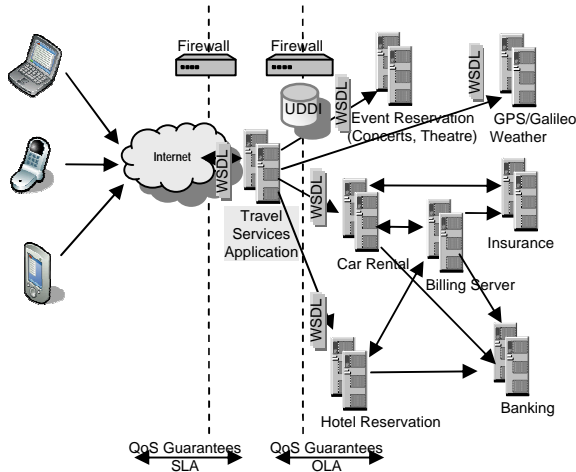 Firewall
Firewall
UDDI
WSDL
WSDL
Event Reservation
(Concerts, Theatre)
GPS/Galileo
Weather
Internet
WSDL
Travel
Services
Application
WSDL
Car Rental
Insurance
Billing Server
WSDL
Hotel Reservation
Banking
QoS Guarantees
SLA
QoS Guarantees
OLA